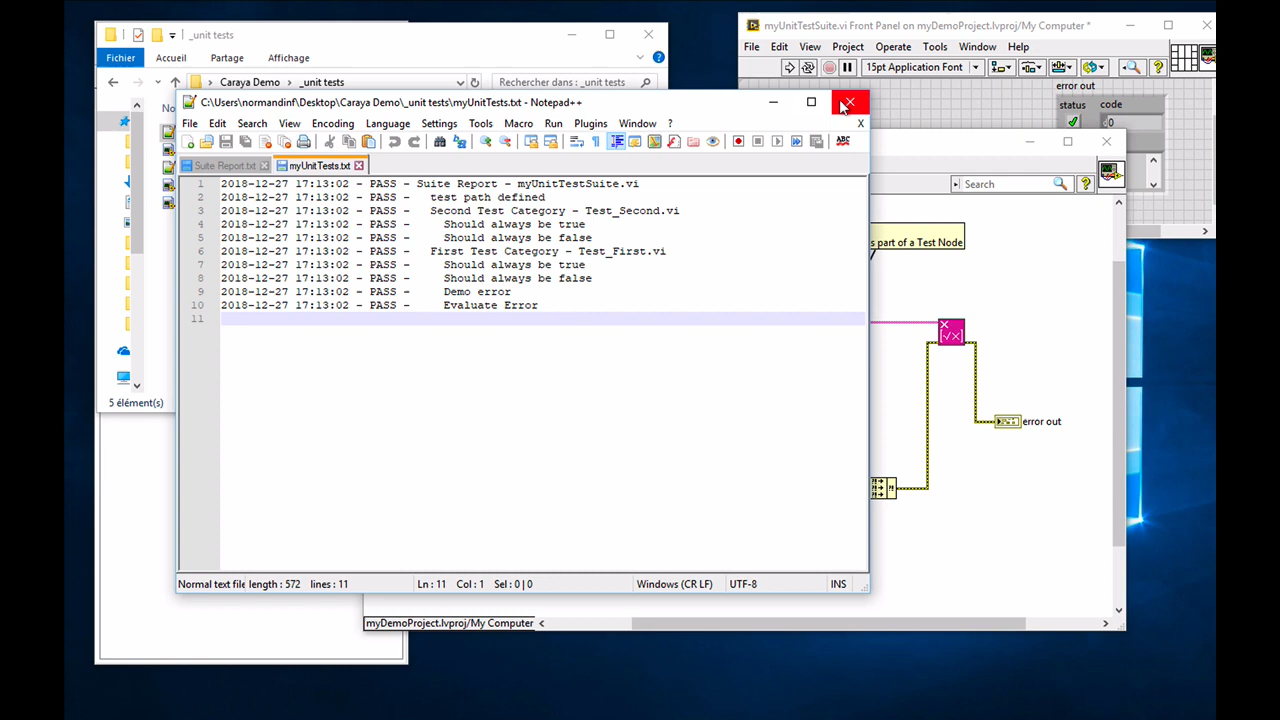 _unit tests
Fichier Accueil Partage Affichage
Caraya Demo _unit tests Rechercher dans : _unit tests
No
5 élément(s)
C:\Users\normandinf\Desktop\Caraya Demo\_unit tests\myUnitTests.txt - Notepad++
File Edit Search View Encoding Language Settings Tools Macro Run Plugins Window ? X
ABC
Suite Report.txt myUnitTests.txt
1 2018-12-27 17:13:02 - PASS - Suite Report - myUnitTestSuite.vi
2 2018-12-27 17:13:02 - PASS - test path defined
3 2018-12-27 17:13:02 - PASS - Second Test Category - Test_Second.vi
4 2018-12-27 17:13:02 - PASS - Should always be true
5 2018-12-27 17:13:02 - PASS - Should always be false
6 2018-12-27 17:13:02 - PASS - First Test Category - Test_First.vi
7 2018-12-27 17:13:02 - PASS - Should always be true
8 2018-12-27 17:13:02 - PASS - Should always be false
9 2018-12-27 17:13:02 - PASS - Demo error
10 2018-12-27 17:13:02 - PASS - Evaluate Error
11
Normal text file length : 572 lines : 11 Ln : 11 Col : 1 Sel : 0 | 0 Windows (CR LF) UTF-8 INS
myUnitTestSuite.vi Front Panel on myDemoProject.lvproj/My Computer *
File Edit View Project Operate Tools Window Help
15pt Application Font
error out
status code
0
Search
s part of a Test Node
error out
myDemoProject.lvproj/My Computer